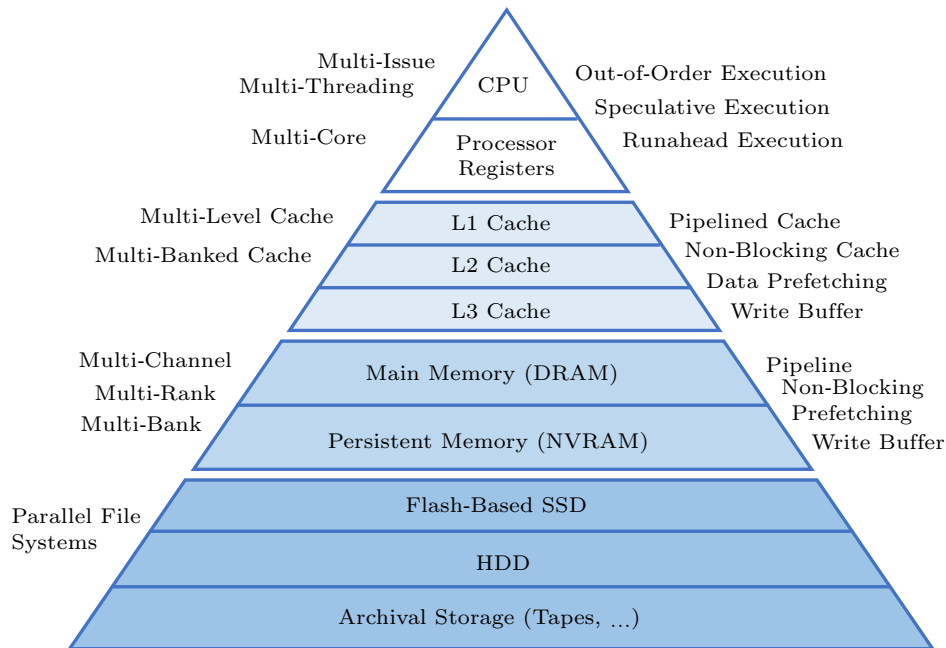 Multi-Issue
Multi-Threading
CPU
Out-of-Order Execution
Speculative Execution
Multi-Core
Processor
Registers
Runahead Execution
Multi-Level Cache
L1 Cache
Pipelined Cache
Multi-Banked Cache
L2 Cache
Non-Blocking Cache
Data Prefetching
L3 Cache
Write Buffer
Multi-Channel
Multi-Rank
Multi-Bank
Main Memory (DRAM)
Pipeline
Non-Blocking
Prefetching
Write Buffer
Persistent Memory (NVRAM)
Parallel File
Systems
Flash-Based SSD
HDD
Archival Storage (Tapes, ...)